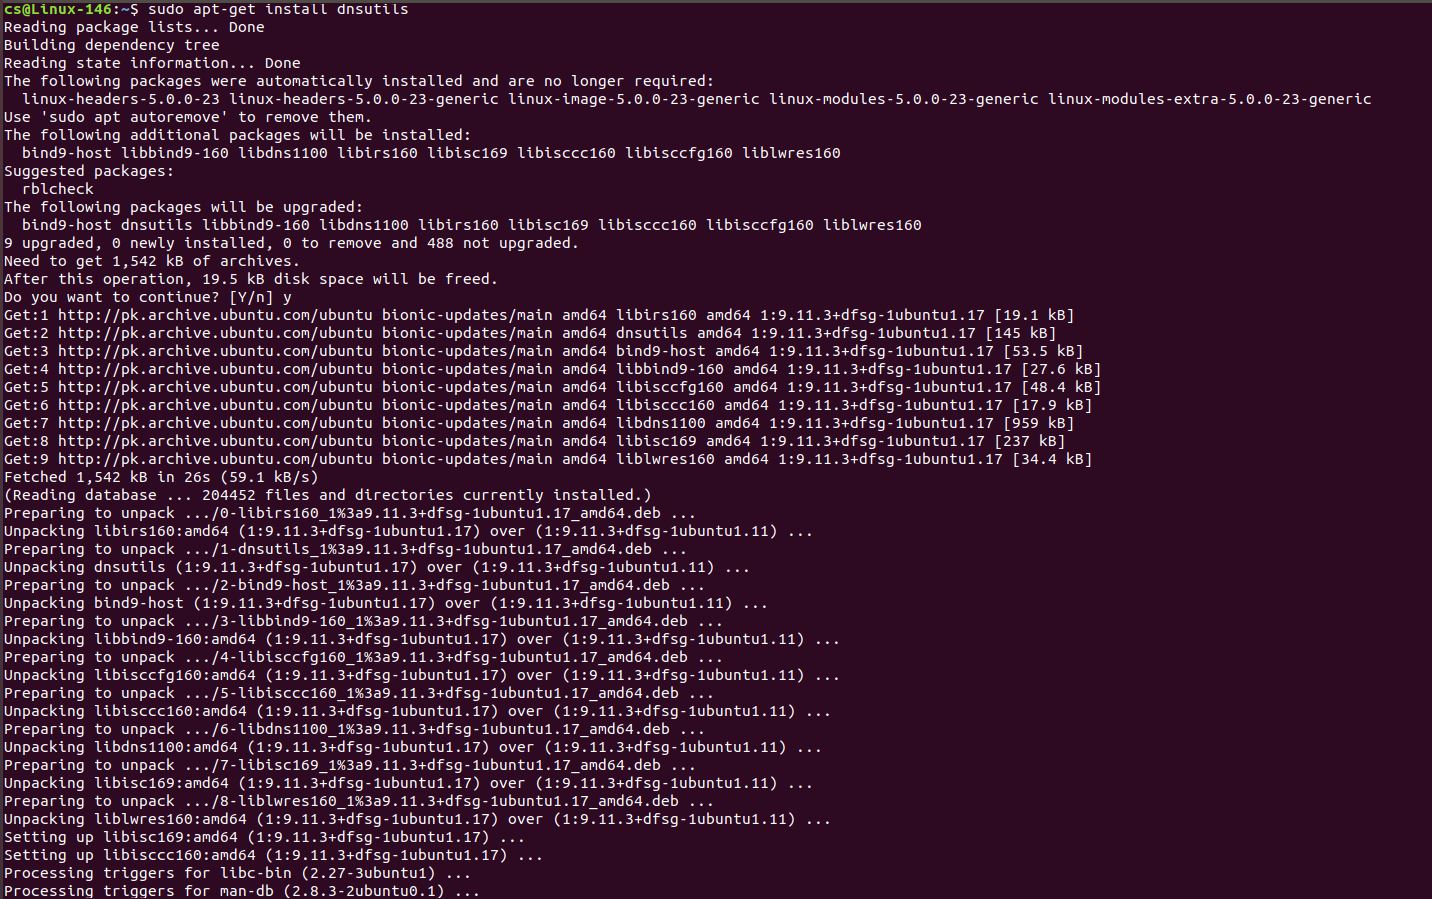 cs@Linux-146:~$ sudo apt-get install dnsutils
Reading package lists... Done
Building dependency tree
Reading state information... Done
The following packages were automatically installed and are no longer required:
  linux-headers-5.0.0-23 linux-headers-5.0.0-23-generic linux-image-5.0.0-23-generic linux-modules-5.0.0-23-generic linux-modules-extra-5.0.0-23-generic
Use 'sudo apt autoremove' to remove them.
The following additional packages will be installed:
  bind9-host libbind9-160 libdns1100 libirs160 libisc169 libisccc160 libisccfg160 liblwres160
Suggested packages:
  rblcheck
The following packages will be upgraded:
  bind9-host dnsutils libbind9-160 libdns1100 libirs160 libisc169 libisccc160 libisccfg160 liblwres160
9 upgraded, 0 newly installed, 0 to remove and 488 not upgraded.
Need to get 1,542 kB of archives.
After this operation, 19.5 kB disk space will be freed.
Do you want to continue? [Y/n] y
Get:1 http://pk.archive.ubuntu.com/ubuntu bionic-updates/main amd64 libirs160 amd64 1:9.11.3+dfsg-1ubuntu1.17 [19.1 kB]
Get:2 http://pk.archive.ubuntu.com/ubuntu bionic-updates/main amd64 dnsutils amd64 1:9.11.3+dfsg-1ubuntu1.17 [145 kB]
Get:3 http://pk.archive.ubuntu.com/ubuntu bionic-updates/main amd64 bind9-host amd64 1:9.11.3+dfsg-1ubuntu1.17 [53.5 kB]
Get:4 http://pk.archive.ubuntu.com/ubuntu bionic-updates/main amd64 libbind9-160 amd64 1:9.11.3+dfsg-1ubuntu1.17 [27.6 kB]
Get:5 http://pk.archive.ubuntu.com/ubuntu bionic-updates/main amd64 libisccfg160 amd64 1:9.11.3+dfsg-1ubuntu1.17 [48.4 kB]
Get:6 http://pk.archive.ubuntu.com/ubuntu bionic-updates/main amd64 libisccc160 amd64 1:9.11.3+dfsg-1ubuntu1.17 [17.9 kB]
Get:7 http://pk.archive.ubuntu.com/ubuntu bionic-updates/main amd64 libdns1100 amd64 1:9.11.3+dfsg-1ubuntu1.17 [959 kB]
Get:8 http://pk.archive.ubuntu.com/ubuntu bionic-updates/main amd64 libisc169 amd64 1:9.11.3+dfsg-1ubuntu1.17 [237 kB]
Get:9 http://pk.archive.ubuntu.com/ubuntu bionic-updates/main amd64 liblwres160 amd64 1:9.11.3+dfsg-1ubuntu1.17 [34.4 kB]
Fetched 1,542 kB in 26s (59.1 kB/s)
(Reading database ... 204452 files and directories currently installed.)
Preparing to unpack .../0-libirs160_1%3a9.11.3+dfsg-1ubuntu1.17_amd64.deb ...
Unpacking libirs160:amd64 (1:9.11.3+dfsg-1ubuntu1.17) over (1:9.11.3+dfsg-1ubuntu1.11) ...
Preparing to unpack .../1-dnsutils_1%3a9.11.3+dfsg-1ubuntu1.17_amd64.deb ...
Unpacking dnsutils (1:9.11.3+dfsg-1ubuntu1.17) over (1:9.11.3+dfsg-1ubuntu1.11) ...
Preparing to unpack .../2-bind9-host_1%3a9.11.3+dfsg-1ubuntu1.17_amd64.deb ...
Unpacking bind9-host (1:9.11.3+dfsg-1ubuntu1.17) over (1:9.11.3+dfsg-1ubuntu1.11) ...
Preparing to unpack .../3-libbind9-160_1%3a9.11.3+dfsg-1ubuntu1.17_amd64.deb ...
Unpacking libbind9-160:amd64 (1:9.11.3+dfsg-1ubuntu1.17) over (1:9.11.3+dfsg-1ubuntu1.11) ...
Preparing to unpack .../4-libisccfg160_1%3a9.11.3+dfsg-1ubuntu1.17_amd64.deb ...
Unpacking libisccfg160:amd64 (1:9.11.3+dfsg-1ubuntu1.17) over (1:9.11.3+dfsg-1ubuntu1.11) ...
Preparing to unpack .../5-libisccc160_1%3a9.11.3+dfsg-1ubuntu1.17_amd64.deb ...
Unpacking libisccc160:amd64 (1:9.11.3+dfsg-1ubuntu1.17) over (1:9.11.3+dfsg-1ubuntu1.11) ...
Preparing to unpack .../6-libdns1100_1%3a9.11.3+dfsg-1ubuntu1.17_amd64.deb ...
Unpacking libdns1100:amd64 (1:9.11.3+dfsg-1ubuntu1.17) over (1:9.11.3+dfsg-1ubuntu1.11) ...
Preparing to unpack .../7-libisc169_1%3a9.11.3+dfsg-1ubuntu1.17_amd64.deb ...
Unpacking libisc169:amd64 (1:9.11.3+dfsg-1ubuntu1.17) over (1:9.11.3+dfsg-1ubuntu1.11) ...
Preparing to unpack .../8-liblwres160_1%3a9.11.3+dfsg-1ubuntu1.17_amd64.deb ...
Unpacking liblwres160:amd64 (1:9.11.3+dfsg-1ubuntu1.17) over (1:9.11.3+dfsg-1ubuntu1.11) ...
Setting up libisc169:amd64 (1:9.11.3+dfsg-1ubuntu1.17) ...
Setting up libisccc160:amd64 (1:9.11.3+dfsg-1ubuntu1.17) ...
Processing triggers for libc-bin (2.27-3ubuntu1) ...
Processing triggers for man-db (2.8.3-2ubuntu0.1) ...